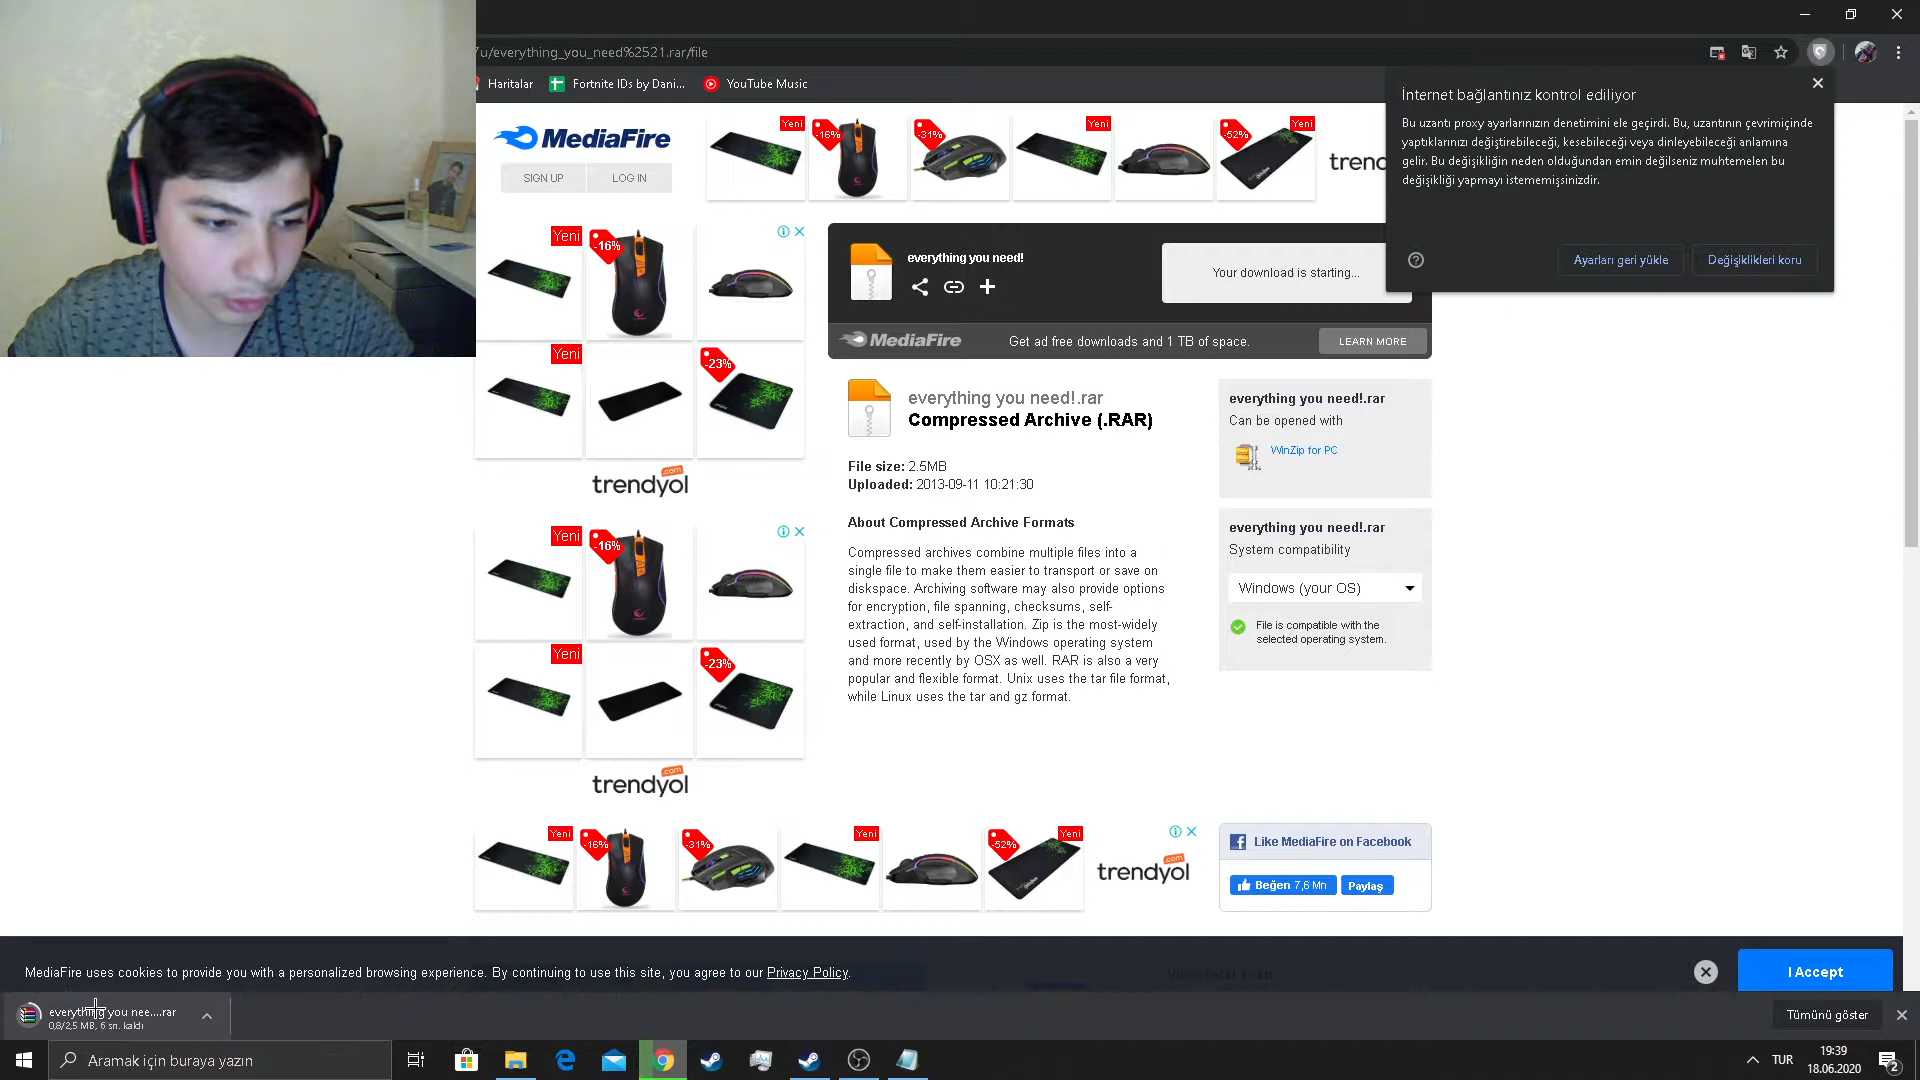 7u/everything_you_need%2521.rar/file
Haritalar
Fortnite IDs by Dani...
YouTube Music
İnternet bağlantınız kontrol ediliyor
Bu uzantı proxy ayarlarınızın denetimini ele geçirdi. Bu, uzantının çevrimiçinde
yaptıklarınızı değiştirebileceği, kesebileceği veya dinleyebileceği anlamına
gelir. Bu değişikliğin neden olduğundan emin değilseniz muhtemelen bu
değişikliği yapmayı istememişsinizdir.
Ayarları geri yükle
Değişiklikleri koru
MediaFire
SIGN UP
LOG IN
Yeni
-16%
-31%
Yeni
-52%
Yeni
trend
Yeni
-16%
Yeni
-23%
trendyol
.com
everything you need!
Your download is starting...
MediaFire
Get ad free downloads and 1 TB of space.
LEARN MORE
everything you need!.rar
Compressed Archive (.RAR)
File size: 2.5MB
Uploaded: 2013-09-11 10:21:30
About Compressed Archive Formats
Compressed archives combine multiple files into a
single file to make them easier to transport or save on
diskspace. Archiving software may also provide options
for encryption, file spanning, checksums, self-
extraction, and self-installation. Zip is the most-widely
used format, used by the Windows operating system
and more recently by OSX as well. RAR is also a very
popular and flexible format. Unix uses the tar file format,
while Linux uses the tar and gz format.
everything you need!.rar
Can be opened with
WinZip for PC
everything you need!.rar
System compatibility
Windows (your OS)
File is compatible with the
selected operating system.
Yeni
-16%
Yeni
-23%
trendyol
.com
Yeni
-16%
-31%
Yeni
-52%
Yeni
trendyol
.com
Like MediaFire on Facebook
Beğen 7,6 Mn
Paylaş
MediaFire uses cookies to provide you with a personalized browsing experience. By continuing to use this site, you agree to our Privacy Policy.
I Accept
everything you nee....rar
0,8/2,5 MB, 6 sn. kaldı
Tümünü göster
Aramak için buraya yazın
TUR
19:39
18.06.2020
2